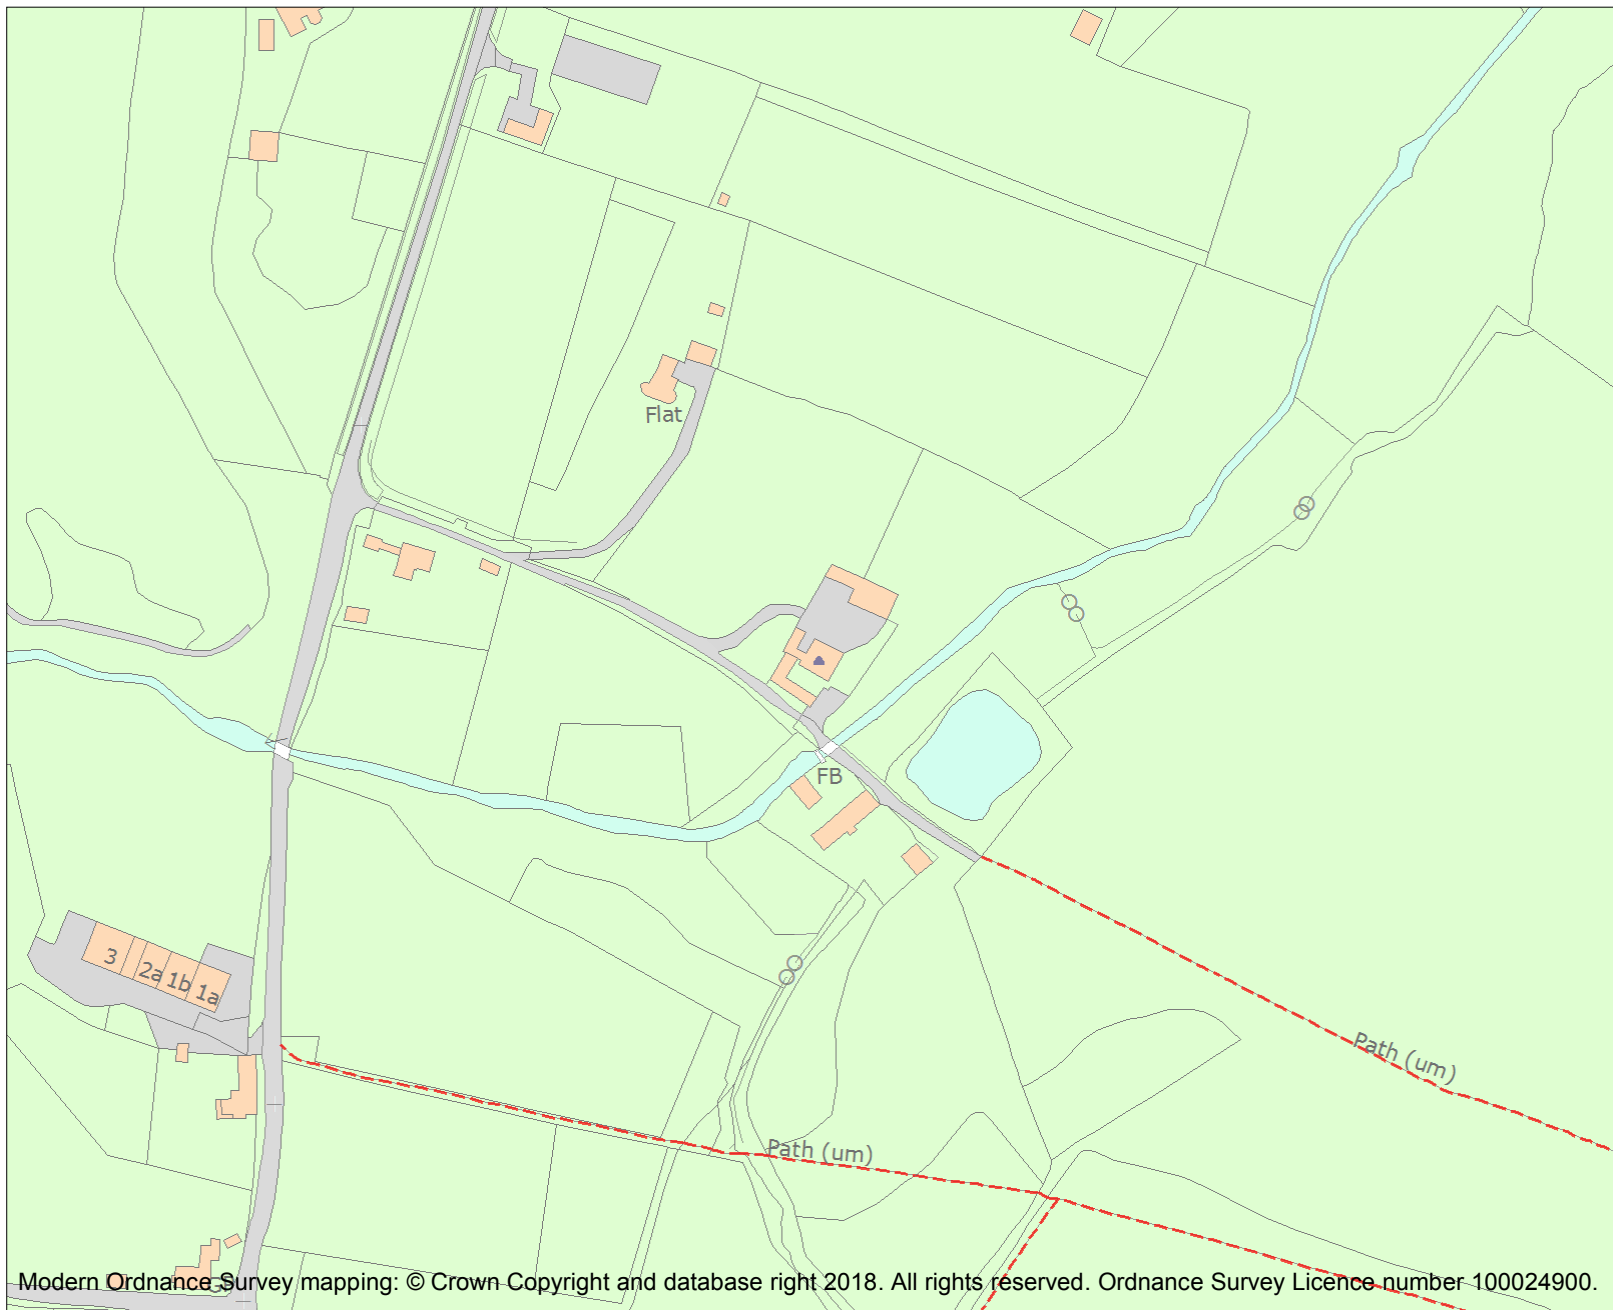 Flat
FB
3
2a
1b
1a
Path (um)
Path (um)
Modern Ordnance Survey mapping: © Crown Copyright and database right 2018. All rights reserved. Ordnance Survey Licence number 100024900.